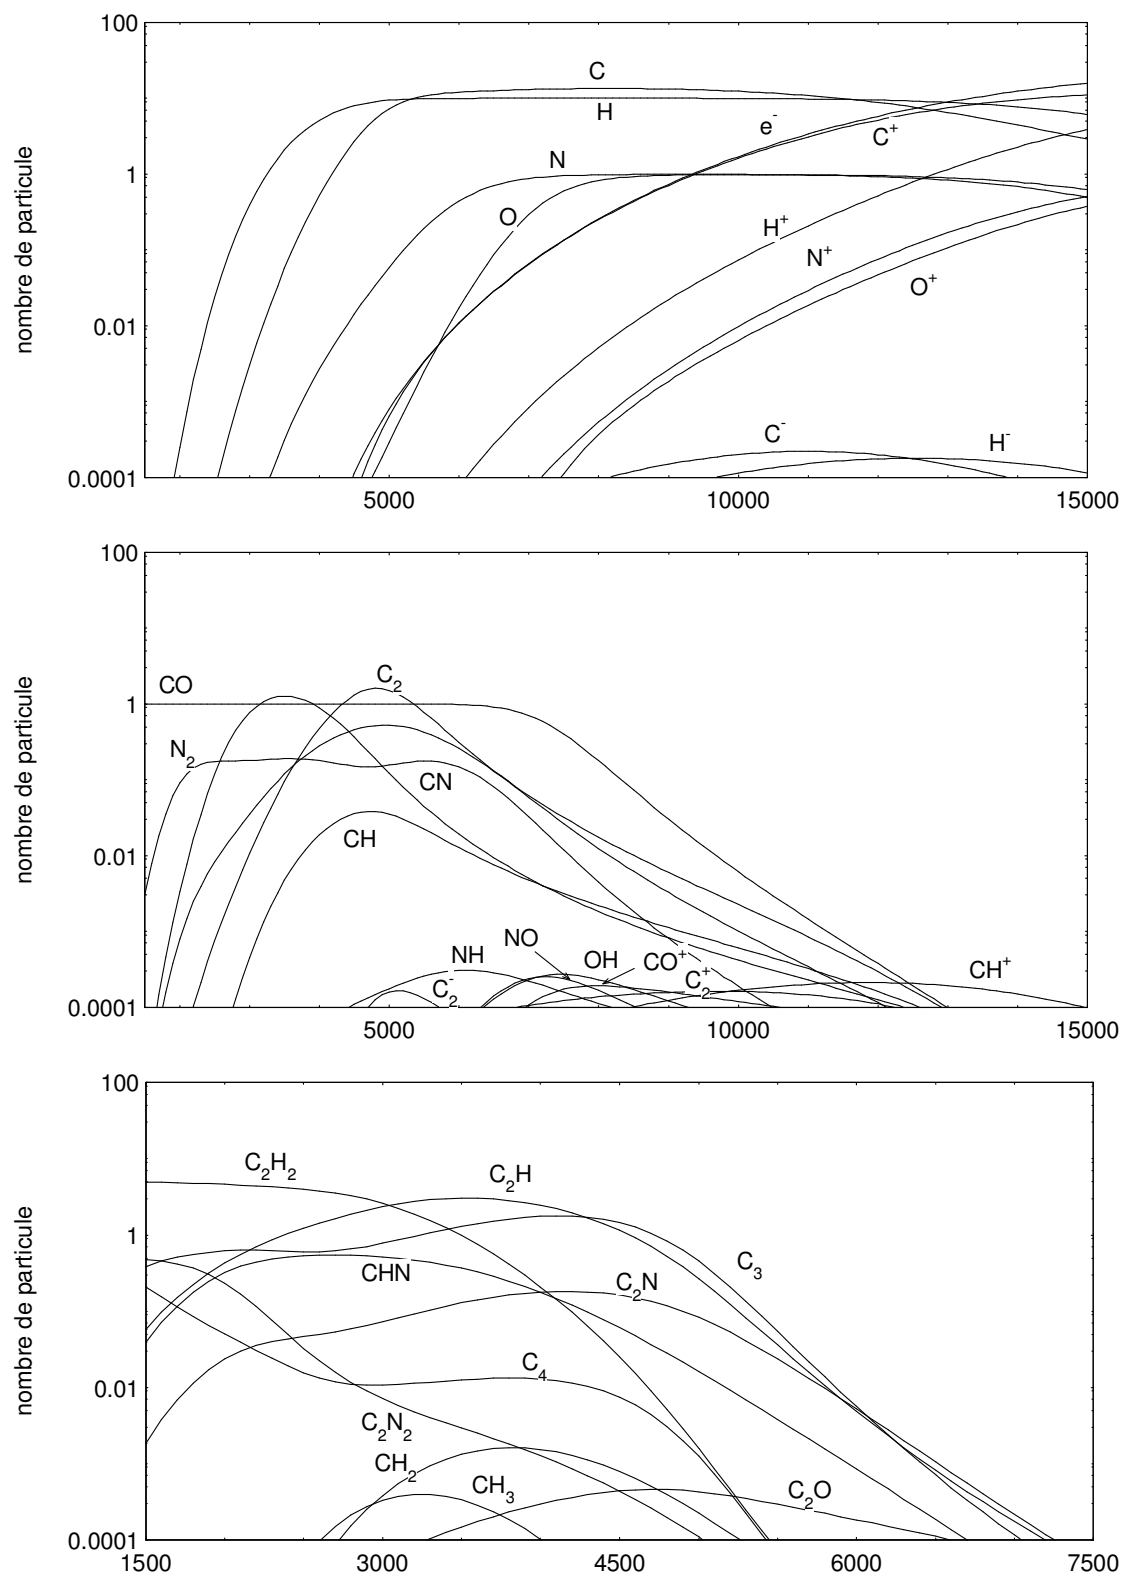 100
C
H
e⁻
C⁺
nombre de particule
N
1
O
H⁺
N⁺
O⁺
0.01
C⁻
H⁻
0.0001
5000 10000 15000
100
CO
C₂
1
nombre de particule
N₂
CN
CH
0.01
NH
NO
OH
CO⁺
CH⁺
C₂⁻
C₂⁺
0.0001
5000 10000 15000
100
C₂H₂
C₂H
1
nombre de particule
C₃
CHN
C₂N
C₄
0.01
C₂N₂
CH₂
CH₃
C₂O
0.0001
1500 3000 4500 6000 7500